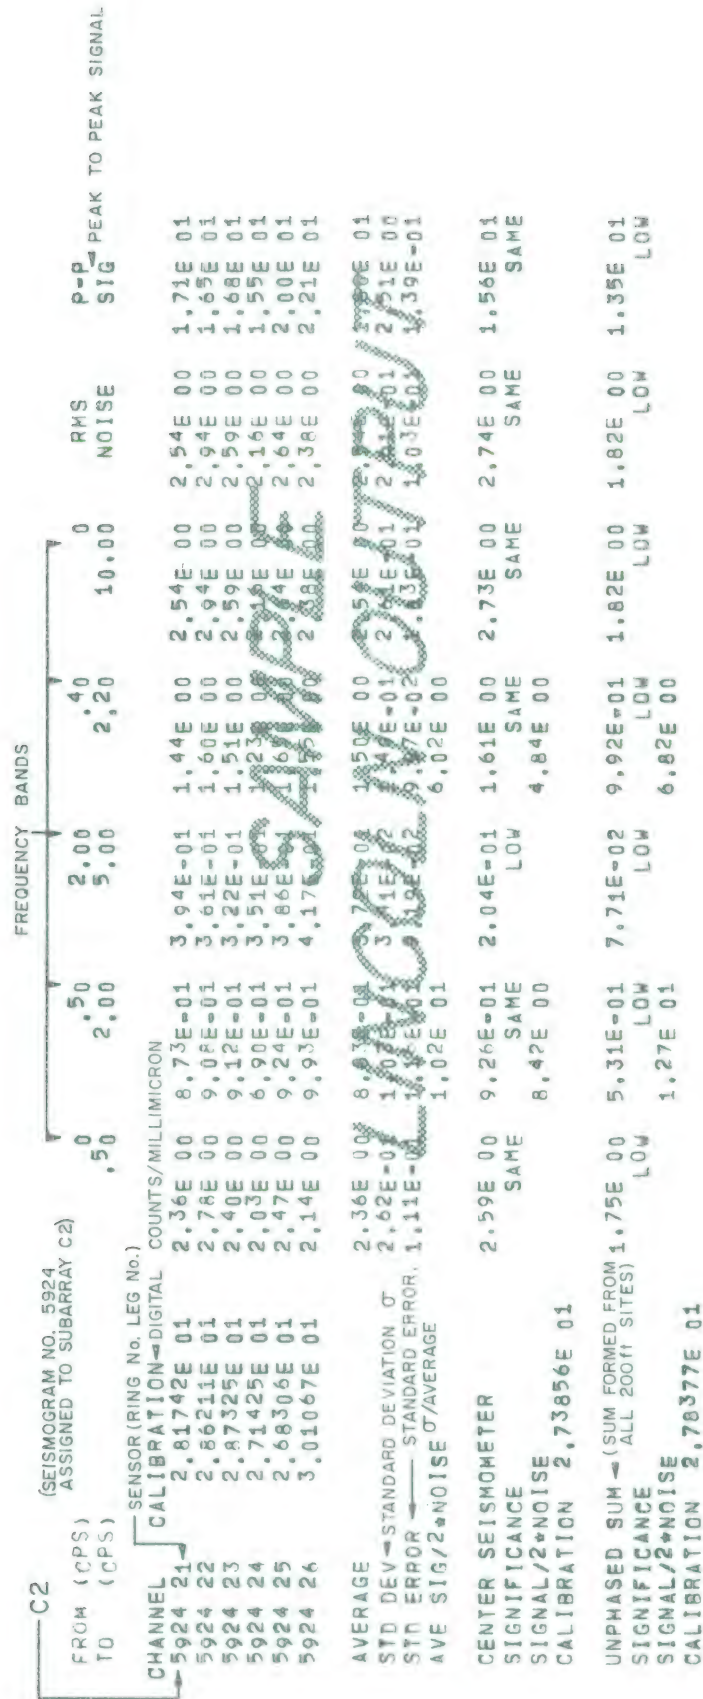 C2
(SEISMOGRAM NO. 5924
ASSIGNED TO SUBARRAY C2)
FREQUENCY BANDS
FROM (CPS) 0 .50 2.00 .40 0 RMS P-P PEAK TO PEAK SIGNAL
TO (CPS) .50 2.00 5.00 2.20 10.00 NOISE SIG
SENSOR (RING No. LEG No.)
CHANNEL CALIBRATION DIGITAL COUNTS/MILLIMICRON
5924 21 2.81742E 01 2.36E 00 8.73E-01 3.94E-01 1.44E 00 2.54E 00 2.54E 00 1.71E 01
5924 22 2.86211E 01 2.78E 00 9.08E-01 3.61E-01 1.60E 00 2.94E 00 2.94E 00 1.65E 01
5924 23 2.87325E 01 2.40E 00 9.12E-01 3.22E-01 1.51E 00 2.59E 00 2.59E 00 1.68E 01
5924 24 2.71425E 01 2.03E 00 6.90E-01 3.51E-01 1.23E 00 2.16E 00 2.16E 00 1.55E 01
5924 25 2.68306E 01 2.47E 00 9.24E-01 3.86E-01 2.64E 00 2.00E 01
5924 26 3.01067E 01 2.14E 00 9.93E-01 2.38E 00 2.38E 00 2.21E 01
SAMPLE
LINCOLN OUTPUT
AVERAGE 2.36E 00 1.50E 00
STD DEV STANDARD DEVIATION σ
STD ERROR STANDARD ERROR, σ/AVERAGE
AVE SIG/2*NOISE 1.02E 01 6.02E 00
CENTER SEISMOMETER 2.59E 00 9.26E-01 2.04E-01 1.61E 00 2.73E 00 2.74E 00 1.56E 01
SIGNIFICANCE SAME SAME LOW SAME SAME SAME SAME
SIGNAL/2*NOISE 8.42E 00 4.84E 00
CALIBRATION 2.73856E 01
UNPHASED SUM (SUM FORMED FROM ALL 200ft SITES) 1.75E 00 5.31E-01 7.71E-02 9.92E-01 1.82E 00 1.82E 00 1.35E 01
SIGNIFICANCE LOW LOW LOW LOW LOW LOW LOW
SIGMAL/2*NOISE 1.27E 01 6.82E 00
CALIBRATION 2.78377E 01